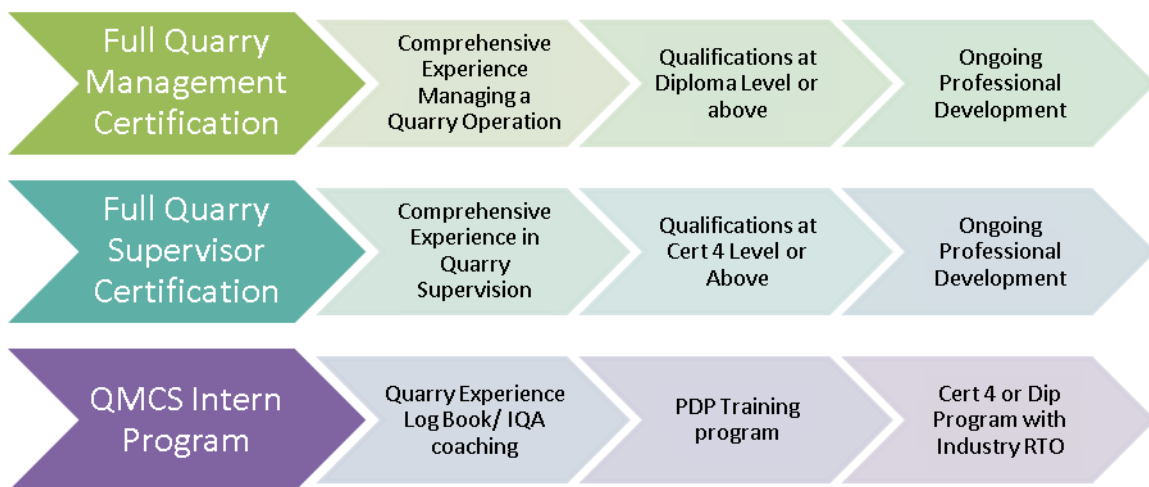 Full Quarry
Management
Certification
Comprehensive
Experience
Managing a
Quarry Operation
Qualifications at
Diploma Level or
above
Ongoing
Professional
Development
Full Quarry
Supervisor
Certification
Comprehensive
Experience in
Quarry
Supervision
Qualifications at
Cert 4 Level or
Above
Ongoing
Professional
Development
QMCS Intern
Program
Quarry Experience
Log Book/ IQA
coaching
PDP Training
program
Cert 4 or Dip
Program with
Industry RTO